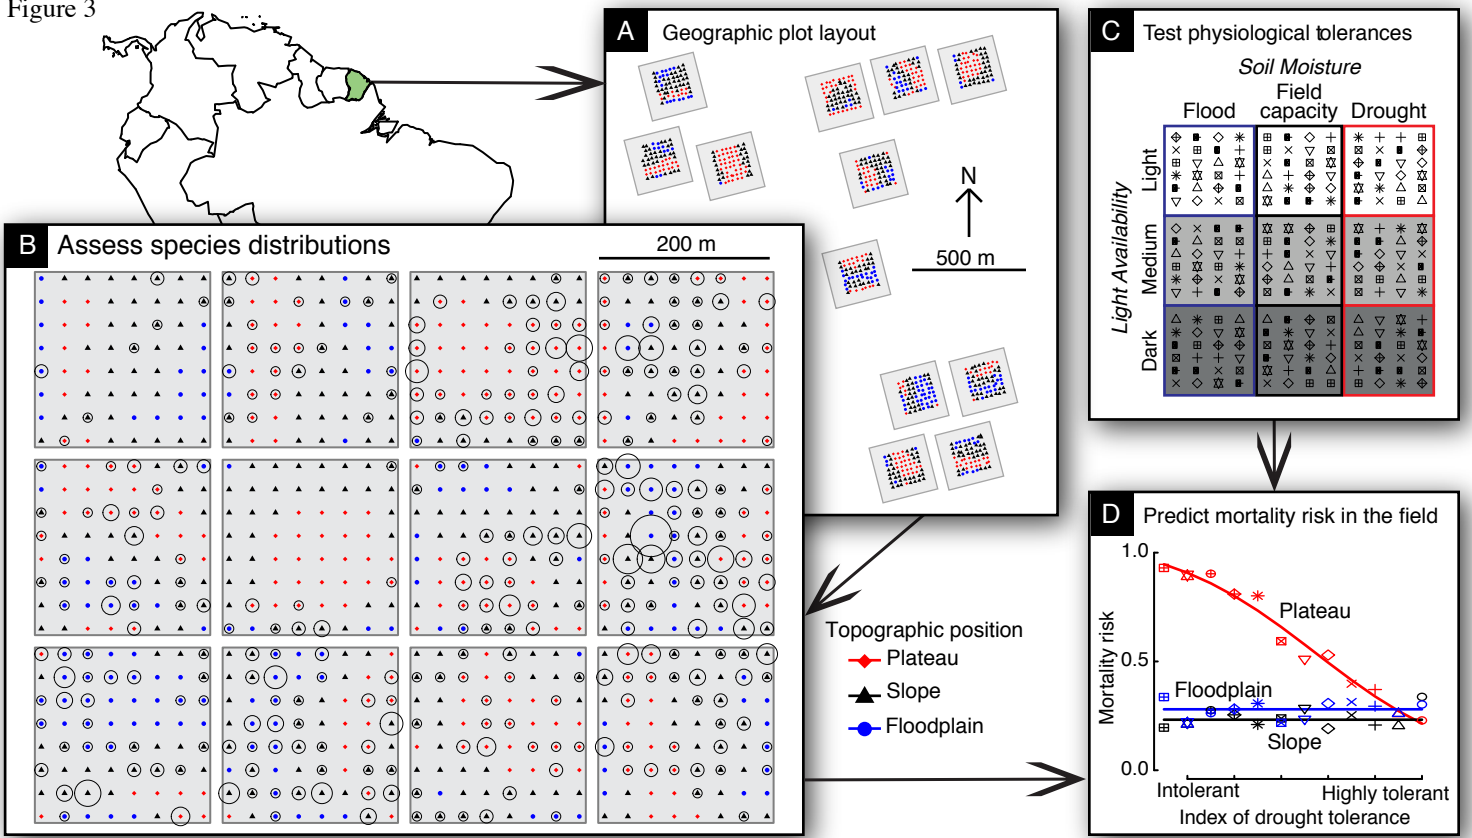 Figure 3
A Geographic plot layout
N
500 m
B Assess species distributions
200 m
Topographic position
Plateau
Slope
Floodplain
C Test physiological tolerances
Soil Moisture
Flood
Field
capacity
Drought
Light Availability
Light
Medium
Dark
D Predict mortality risk in the field
Mortality risk
1.0
0.5
0.0
Plateau
Floodplain
Slope
Intolerant
Highly tolerant
Index of drought tolerance